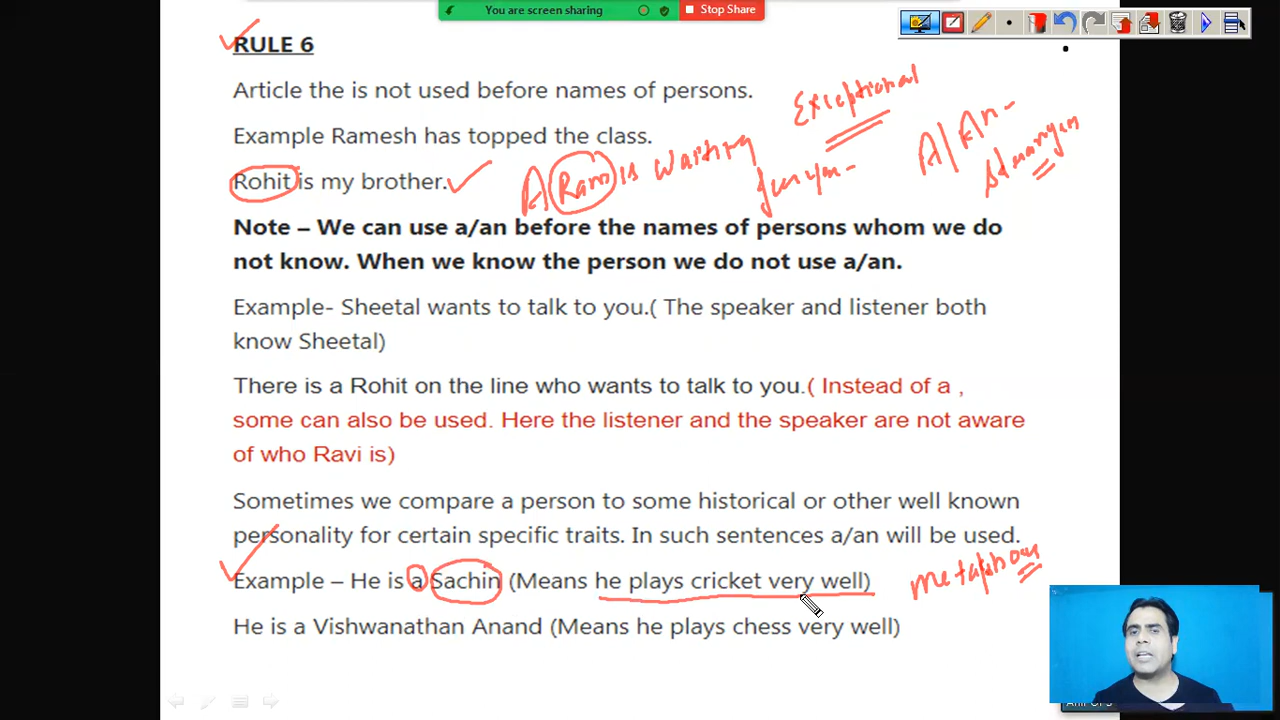 You are screen sharing
Stop Share
RULE 6
Article the is not used before names of persons.
Exceptional
Example Ramesh has topped the class.
A/An-
Stranger
Rohit is my brother.
A Ram is waiting
for you-
Note – We can use a/an before the names of persons whom we do
not know. When we know the person we do not use a/an.
Example- Sheetal wants to talk to you.( The speaker and listener both
know Sheetal)
There is a Rohit on the line who wants to talk to you.( Instead of a ,
some can also be used. Here the listener and the speaker are not aware
of who Ravi is)
Sometimes we compare a person to some historical or other well known
personality for certain specific traits. In such sentences a/an will be used.
Example – He is a Sachin (Means he plays cricket very well)
He is a Vishwanathan Anand (Means he plays chess very well)